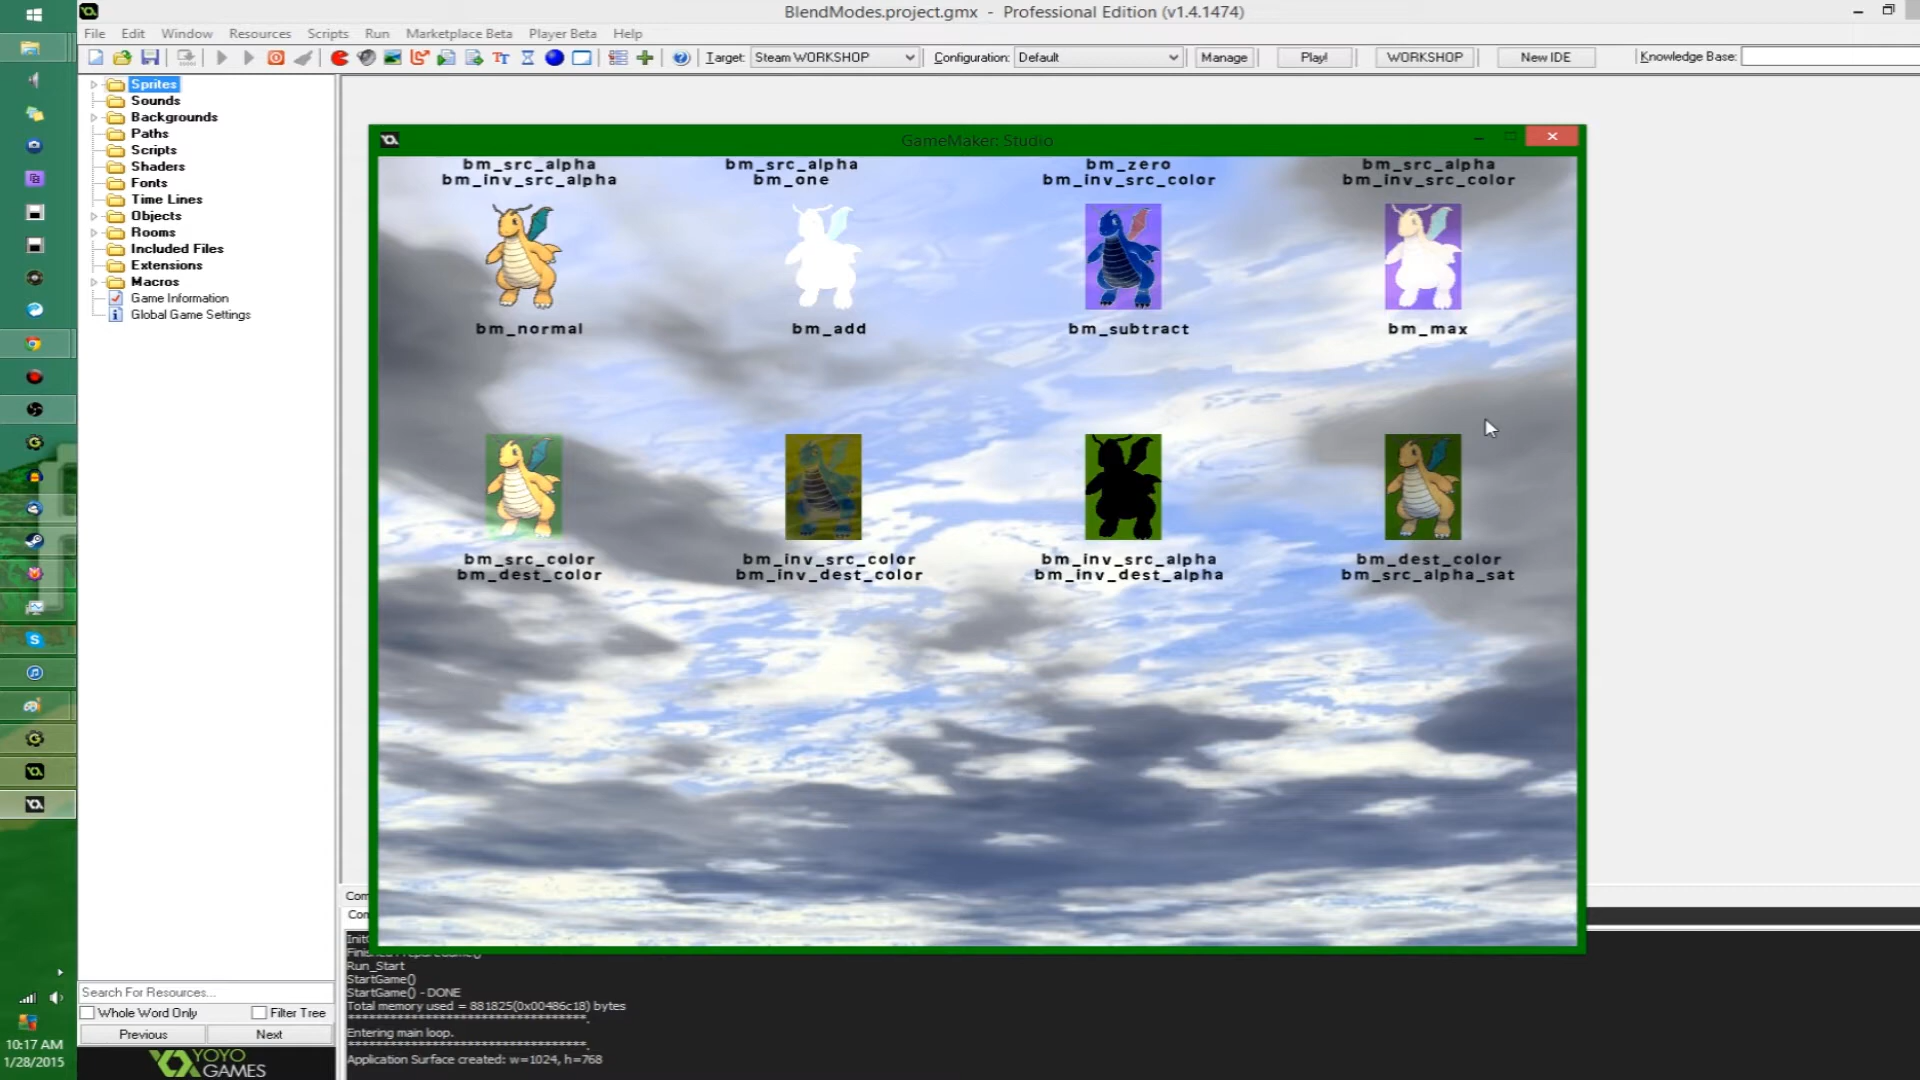 BlendModes.project.gmx - Professional Edition (v1.4.1474)
File Edit Window Resources Scripts Run Marketplace Beta Player Beta Help
Target: Steam WORKSHOP Configuration: Default Manage Play! WORKSHOP New IDE Knowledge Base:
Sprites
Sounds
Backgrounds
Paths
Scripts
Shaders
Fonts
Time Lines
Objects
Rooms
Included Files
Extensions
Macros
Game Information
Global Game Settings
GameMaker: Studio
bm_src_alpha bm_src_alpha bm_zero bm_src_alpha
bm_inv_src_alpha bm_one bm_inv_src_color bm_inv_src_color
bm_normal bm_add bm_subtract bm_max
bm_src_color bm_inv_src_color bm_inv_src_alpha bm_dest_color
bm_dest_color bm_inv_dest_color bm_inv_dest_alpha bm_src_alpha_sat
Run_Start
StartGame()
StartGame() - DONE
Total memory used = 881825(0x00486c18) bytes
**********************************.
Entering main loop.
**********************************.
Application Surface created: w=1024, h=768
Search For Resources...
Whole Word Only Filter Tree
Previous Next
YOYO
GAMES
10:17 AM
1/28/2015